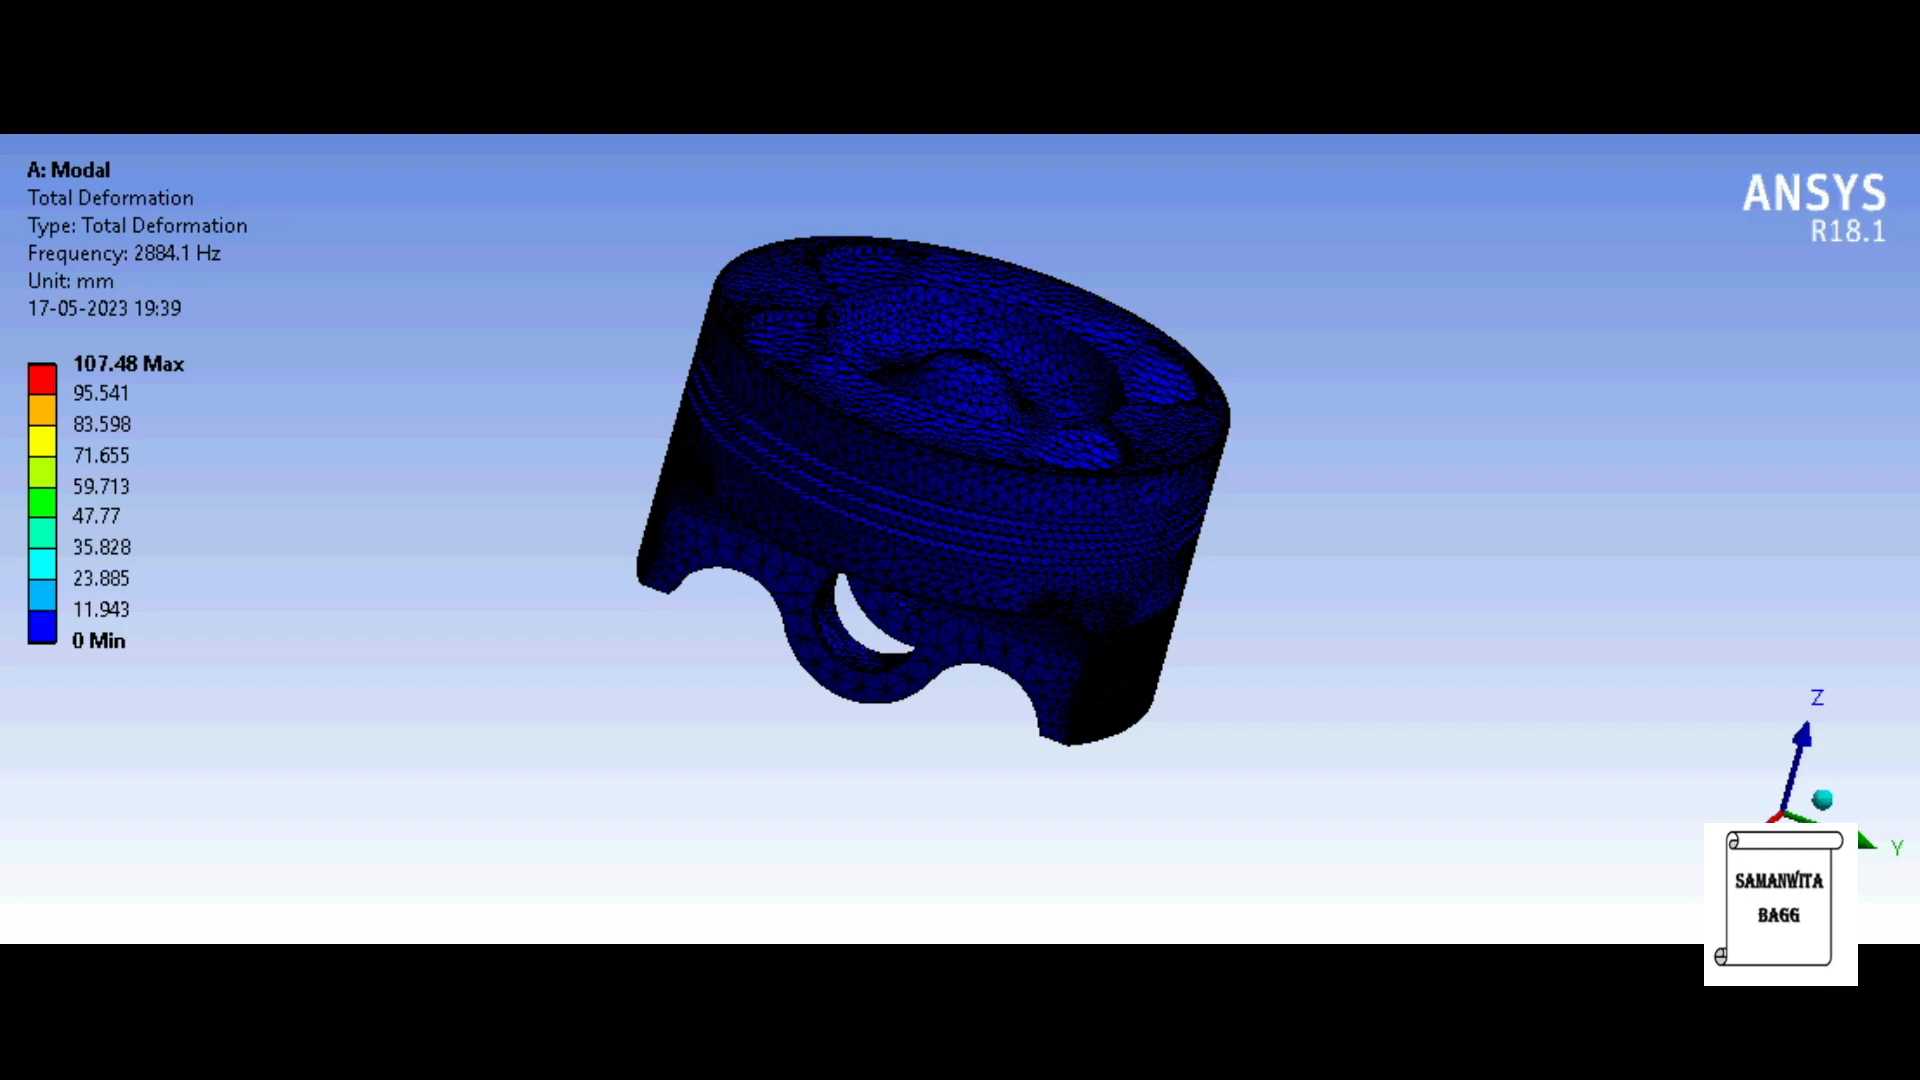 A: Modal
Total Deformation
Type: Total Deformation
Frequency: 2884.1 Hz
Unit: mm
17-05-2023 19:39
107.48 Max
95.541
83.598
71.655
59.713
47.77
35.828
23.885
11.943
0 Min
ANSYS
R18.1
Z
Y
SAMANWITA
BAGG